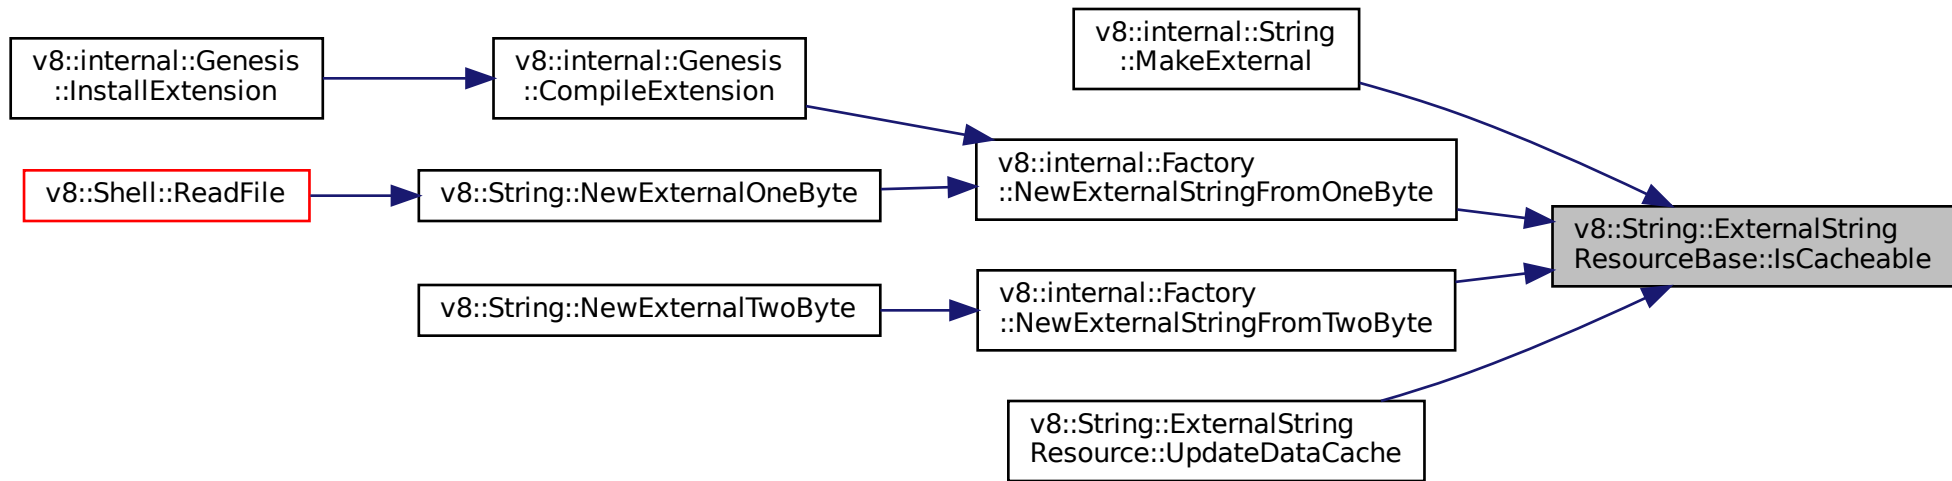 v8::internal::String
::MakeExternal
v8::internal::Genesis
::InstallExtension
v8::internal::Genesis
::CompileExtension
v8::internal::Factory
::NewExternalStringFromOneByte
v8::Shell::ReadFile
v8::String::NewExternalOneByte
v8::String::ExternalString
ResourceBase::IsCacheable
v8::String::NewExternalTwoByte
v8::internal::Factory
::NewExternalStringFromTwoByte
v8::String::ExternalString
Resource::UpdateDataCache